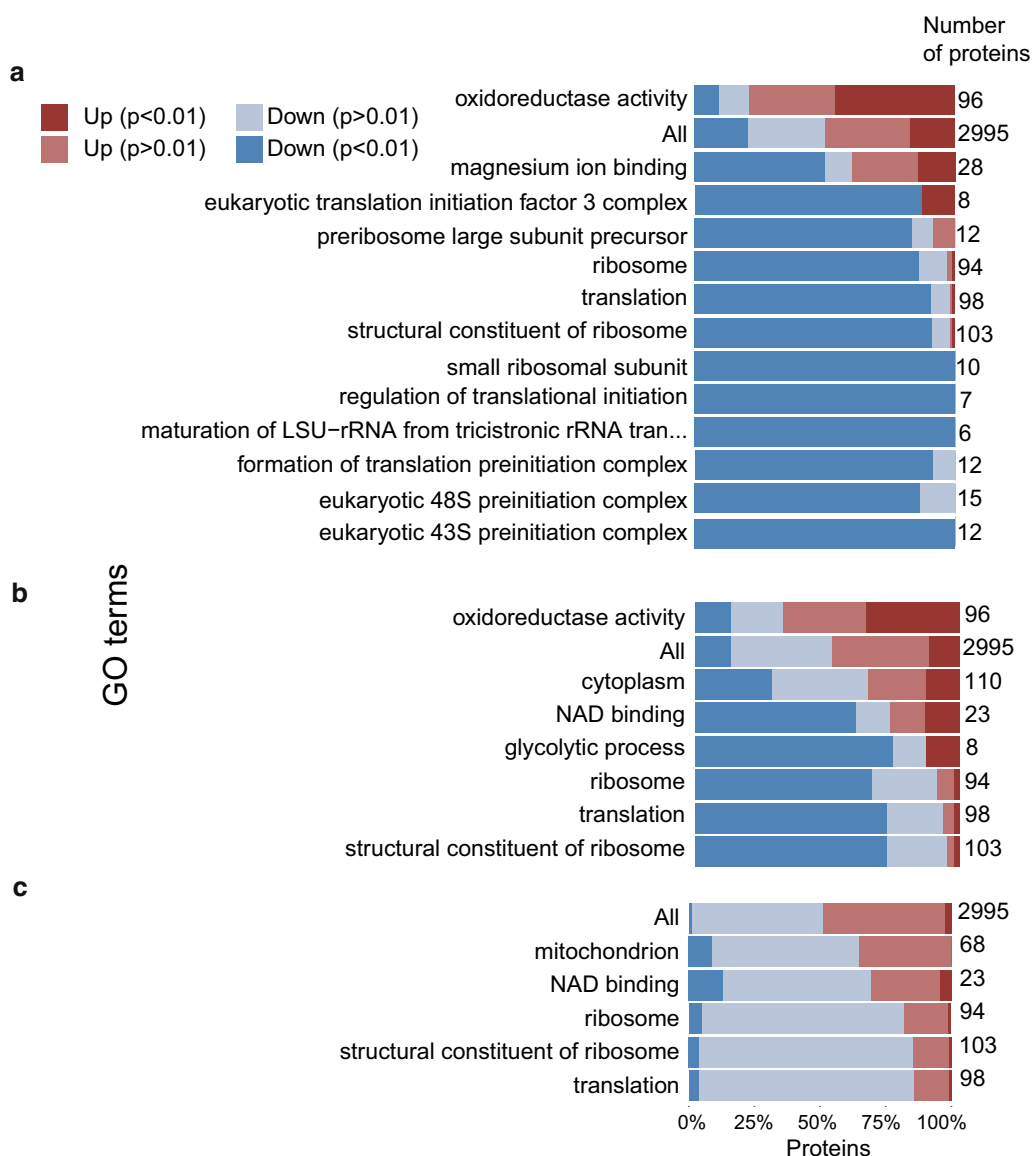 Number
of proteins
a
Up (p<0.01) Down (p>0.01)
Up (p>0.01) Down (p<0.01)
oxidoreductase activity 96
All 2995
magnesium ion binding 28
eukaryotic translation initiation factor 3 complex 8
preribosome large subunit precursor 12
ribosome 94
translation 98
structural constituent of ribosome 103
small ribosomal subunit 10
regulation of translational initiation 7
maturation of LSU−rRNA from tricistronic rRNA tran... 6
formation of translation preinitiation complex 12
eukaryotic 48S preinitiation complex 15
eukaryotic 43S preinitiation complex 12
GO terms
b
oxidoreductase activity 96
All 2995
cytoplasm 110
NAD binding 23
glycolytic process 8
ribosome 94
translation 98
structural constituent of ribosome 103
c
All 2995
mitochondrion 68
NAD binding 23
ribosome 94
structural constituent of ribosome 103
translation 98
0% 25% 50% 75% 100%
Proteins